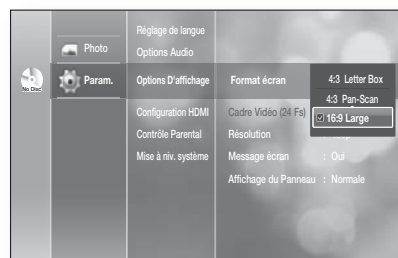 Réglage de langue
Photo
Options Audio
No Disc
Param.
Options D'affichage
Format écran
4:3 Letter Box
4:3 Pan-Scan
Configuration HDMI
Cadre Vidéo (24 Fs)
16:9 Large
Contrôle Parental
Résolution
Mise à niv. système
Message écran : Oui
Affichage du Panneau : Normale